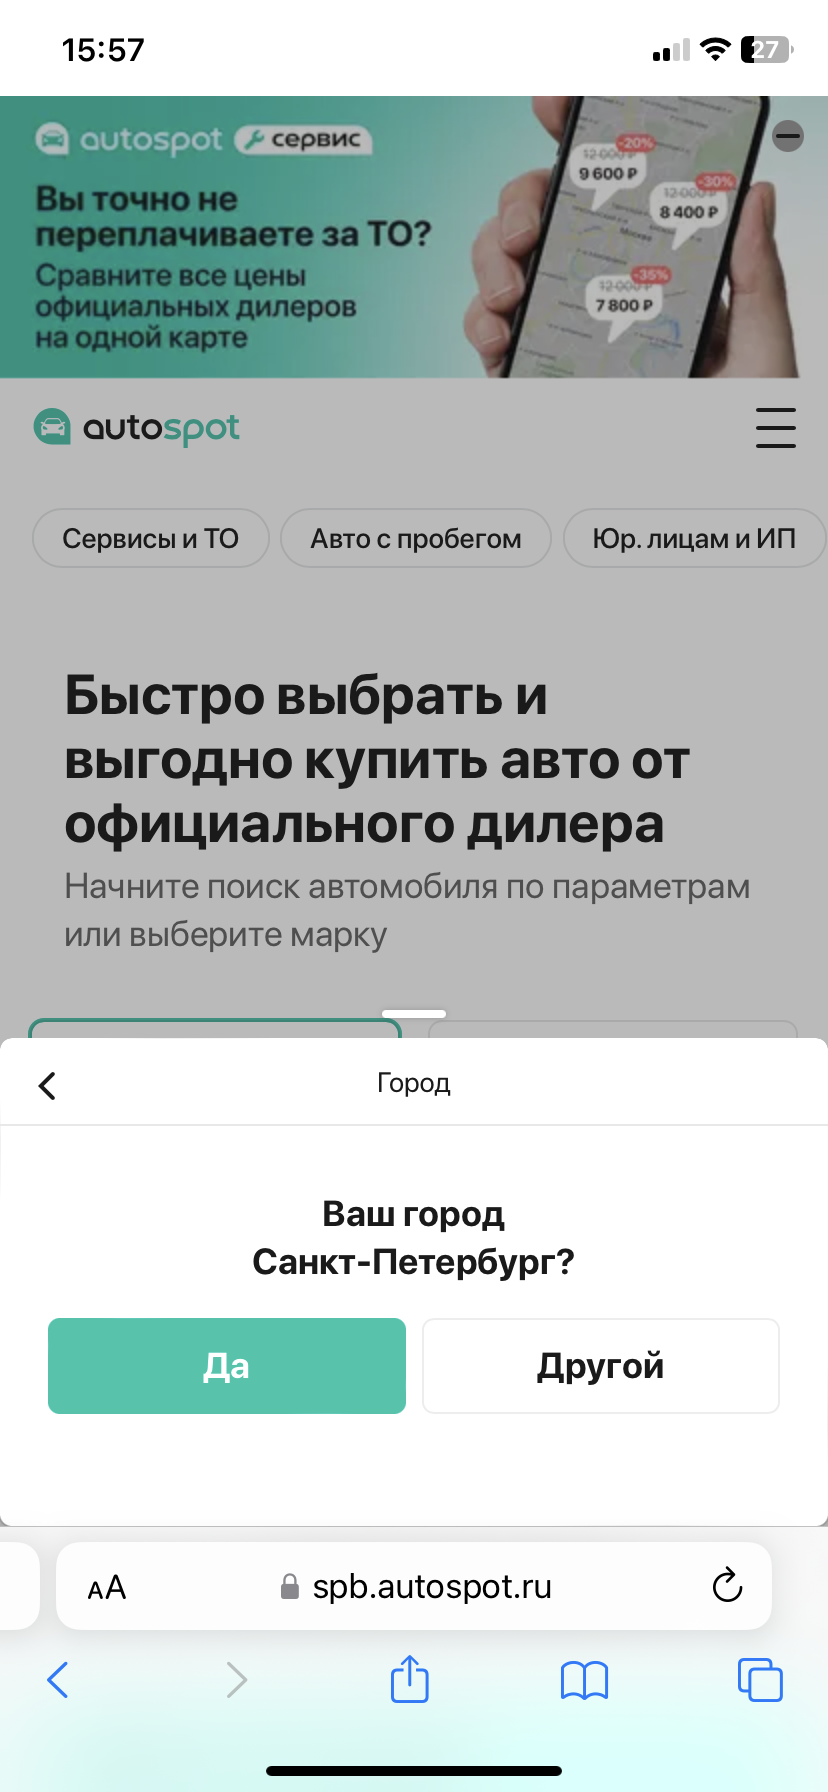 15:57
27
autospot сервис
Вы точно не
переплачиваете за ТО?
Сравните все цены
официальных дилеров
на одной карте
-20%
12 000 ₽
9 600 ₽
-30%
12 000 ₽
8 400 ₽
Москва
-35%
12 000 ₽
7 800 ₽
autospot
Сервисы и ТО
Авто с пробегом
Юр. лицам и ИП
Быстро выбрать и
выгодно купить авто от
официального дилера
Начните поиск автомобиля по параметрам
или выберите марку
Город
Ваш город
Санкт-Петербург?
Да
Другой
AA
spb.autospot.ru